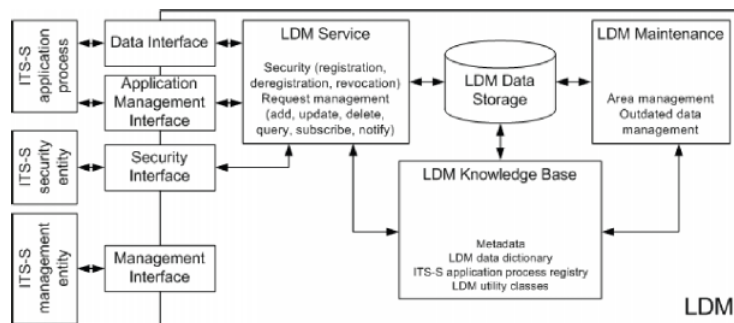 ITS-S
application
process
ITS-S
security
entity
ITS-S
management
entity
Data Interface
Application
Management
Interface
Security
Interface
Management
Interface
LDM Service
Security (registration,
deregistration, revocation)
Request management
(add, update, delete,
query, subscribe, notify)
LDM Data
Storage
LDM Maintenance
Area management
Outdated data
management
LDM Knowledge Base
Metadata
LDM data dictionary
ITS-S application process registry
LDM utility classes
LDM